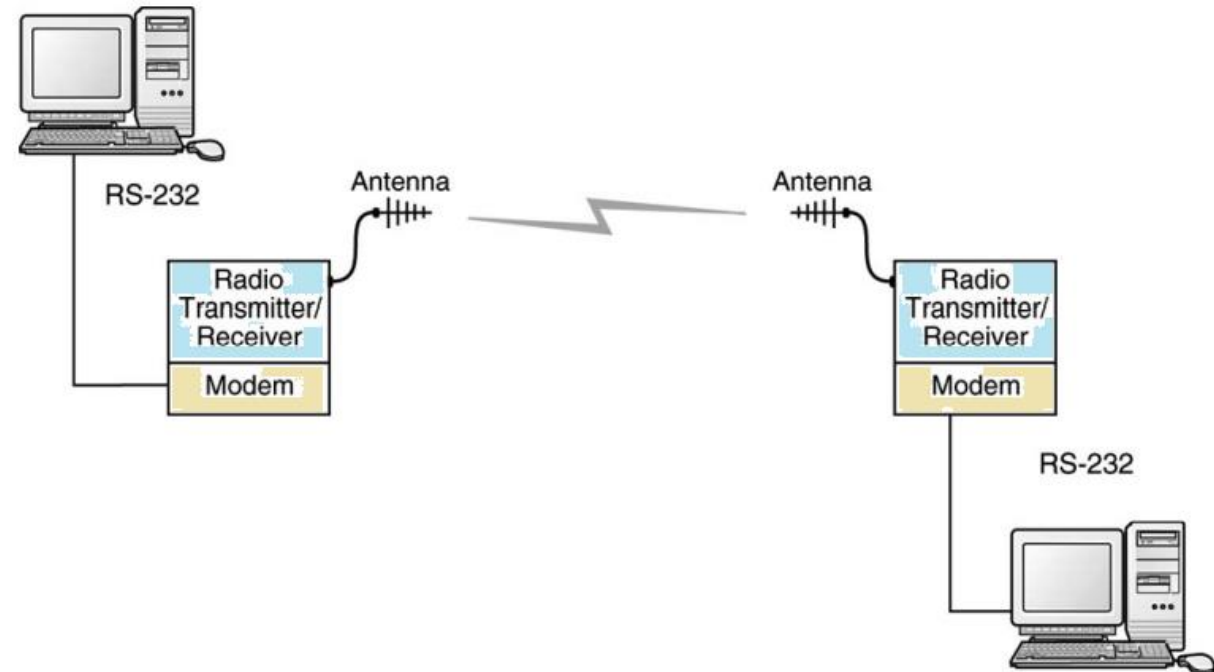 RS-232
Antenna
Antenna
Radio
Transmitter/
Receiver
Modem
Radio
Transmitter/
Receiver
Modem
RS-232